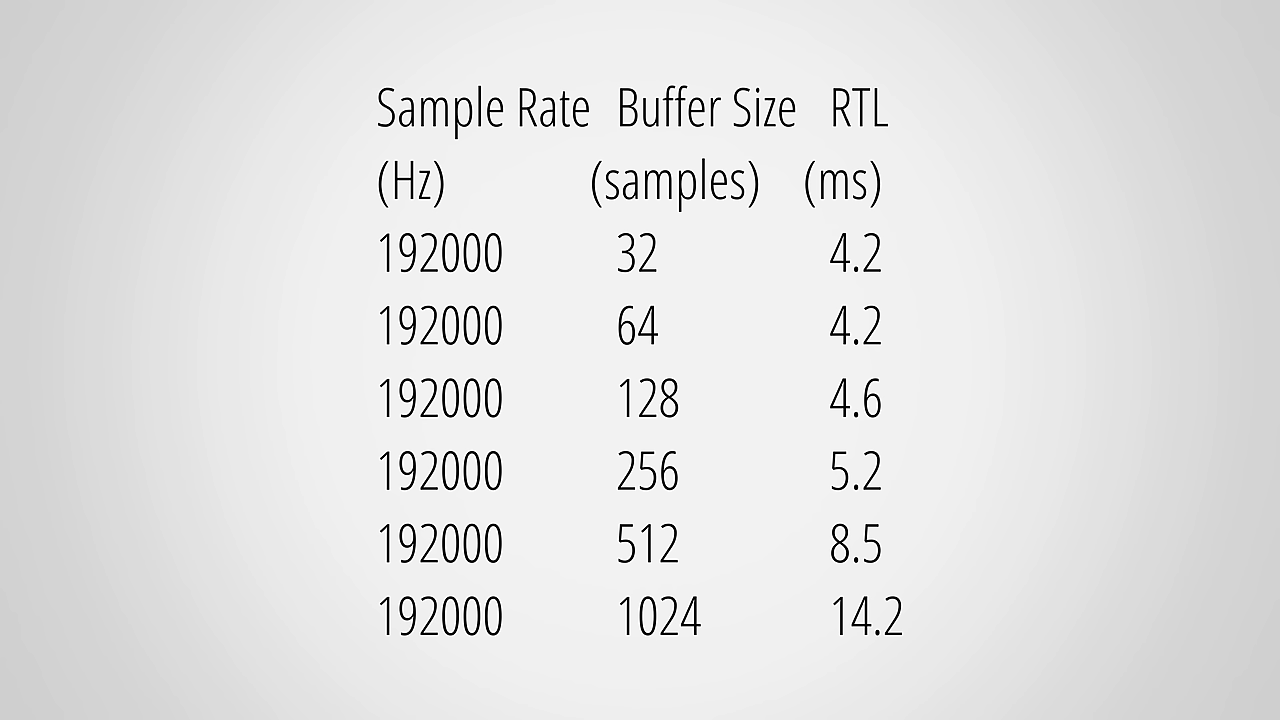 Sample Rate Buffer Size RTL
(Hz) (samples) (ms)
192000 32 4.2
192000 64 4.2
192000 128 4.6
192000 256 5.2
192000 512 8.5
192000 1024 14.2